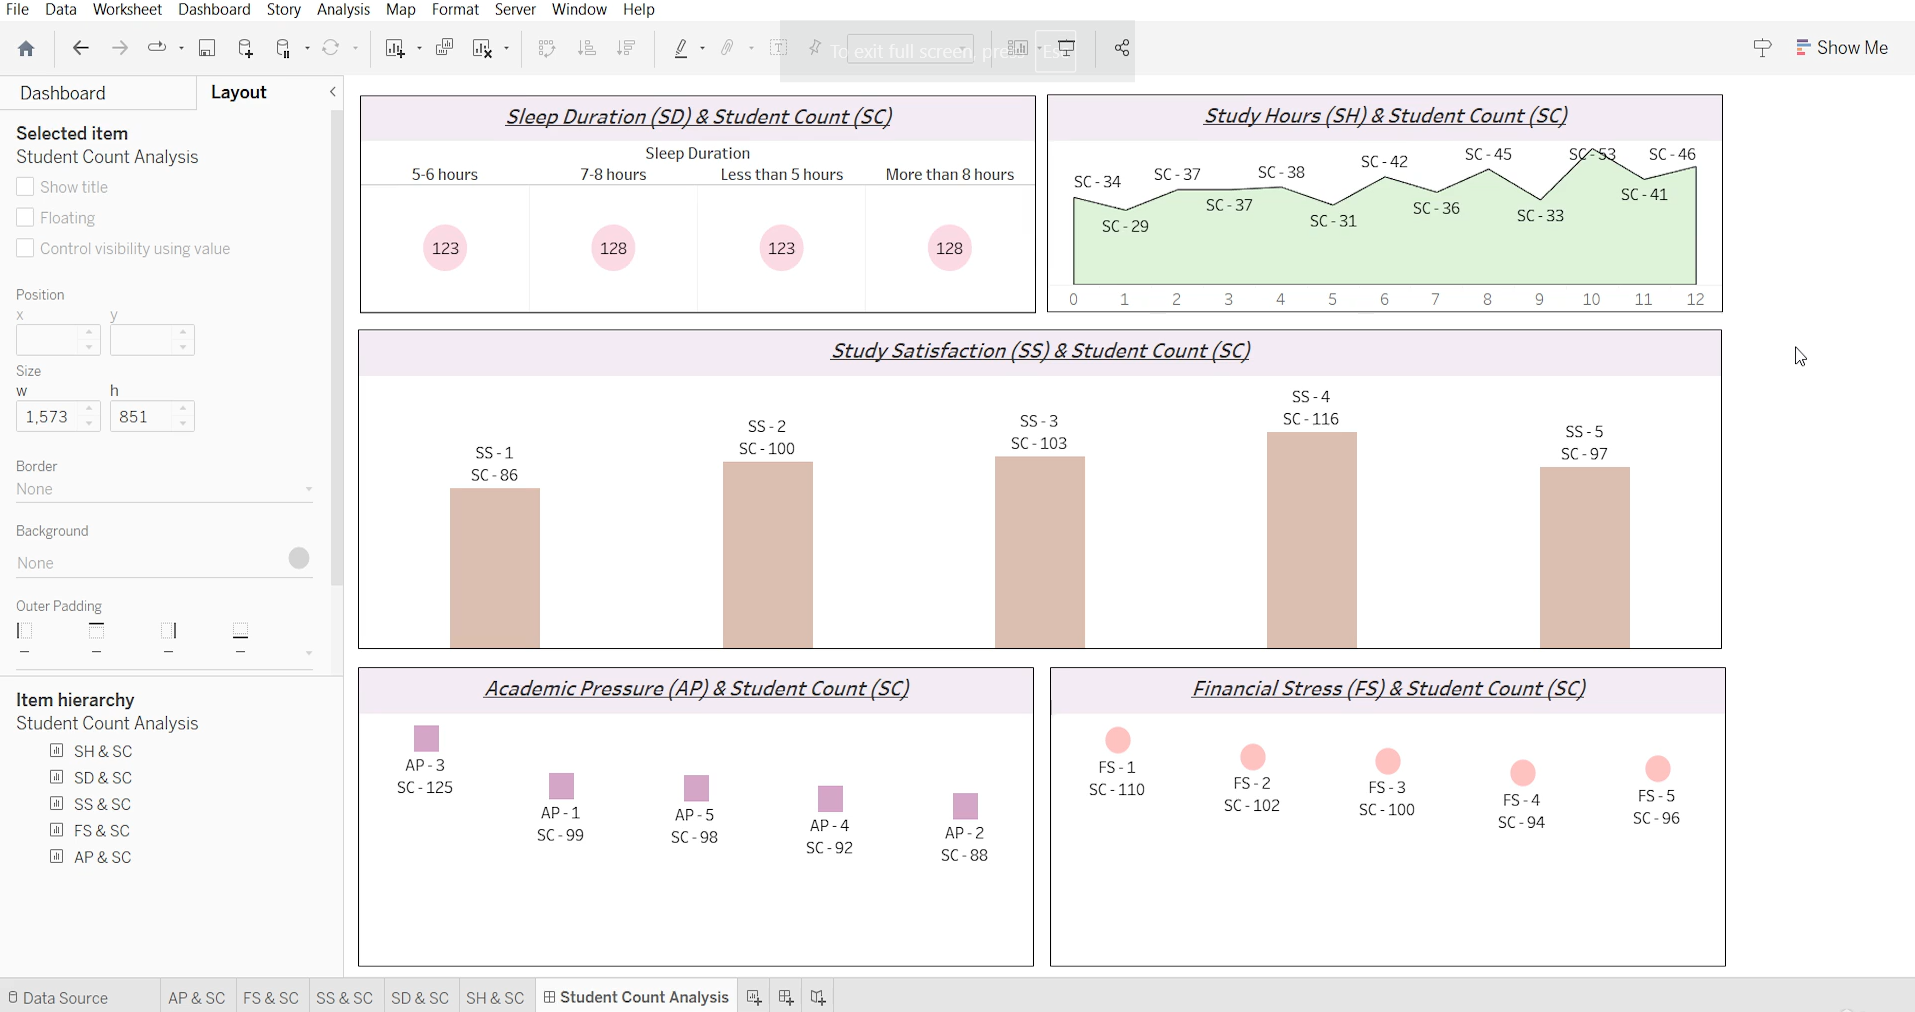 File Data Worksheet Dashboard Story Analysis Map Format Server Window Help
To exit full screen, press Esc
Show Me
Dashboard Layout
Selected item
Student Count Analysis
Show title
Floating
Control visibility using value
Position
x y
Size
w h
1,573 851
Border
None
Background
None
Outer Padding
Item hierarchy
Student Count Analysis
SH & SC
SD & SC
SS & SC
FS & SC
AP & SC
Sleep Duration (SD) & Student Count (SC)
Sleep Duration
5-6 hours 7-8 hours Less than 5 hours More than 8 hours
123 128 123 128
Study Hours (SH) & Student Count (SC)
SC - 34 SC - 29 SC - 37 SC - 37 SC - 38 SC - 31 SC - 42 SC - 36 SC - 45 SC - 33 SC - 53 SC - 41 SC - 46
0 1 2 3 4 5 6 7 8 9 10 11 12
Study Satisfaction (SS) & Student Count (SC)
SS - 1
SC - 86
SS - 2
SC - 100
SS - 3
SC - 103
SS - 4
SC - 116
SS - 5
SC - 97
Academic Pressure (AP) & Student Count (SC)
AP - 3
SC - 125
AP - 1
SC - 99
AP - 5
SC - 98
AP - 4
SC - 92
AP - 2
SC - 88
Financial Stress (FS) & Student Count (SC)
FS - 1
SC - 110
FS - 2
SC - 102
FS - 3
SC - 100
FS - 4
SC - 94
FS - 5
SC - 96
Data Source AP & SC FS & SC SS & SC SD & SC SH & SC Student Count Analysis